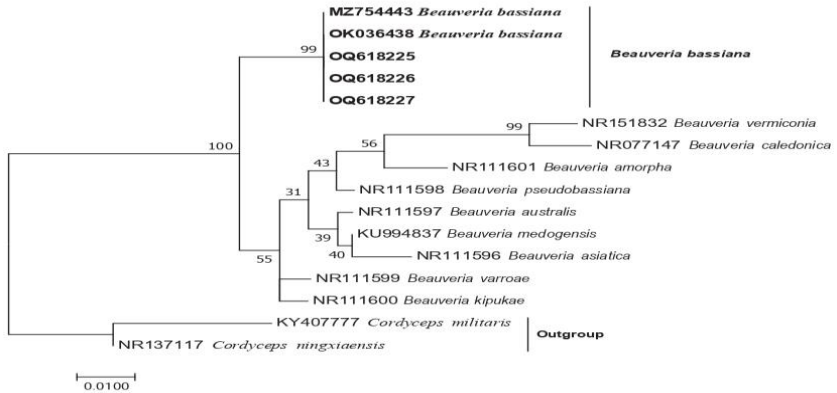 MZ754443 Beauveria bassiana
OK036438 Beauveria bassiana
99
OQ618225
Beauveria bassiana
OQ618226
OQ618227
NR151832 Beauveria vermiconia
99
NR077147 Beauveria caledonica
100
56
NR111601 Beauveria amorpha
43
NR111598 Beauveria pseudobassiana
31
NR111597 Beauveria australis
KU994837 Beauveria medogensis
39
NR111596 Beauveria asiatica
40
55
NR111599 Beauveria varroae
NR111600 Beauveria kipukae
KY407777 Cordyceps militaris
Outgroup
NR137117 Cordyceps ningxiaensis
0.0100